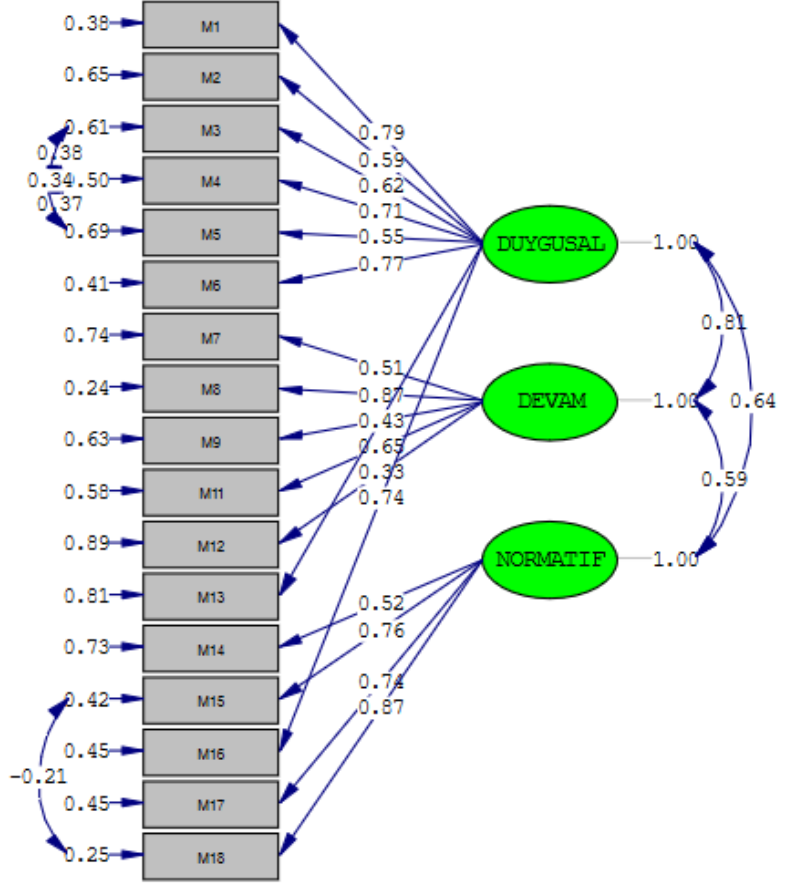 0.38 M1
0.65 M2
0.61 M3
0.38
0.34 .50 M4
0.37
0.69 M5
0.41 M6
0.74 M7
0.24 M8
0.63 M9
0.58 M11
0.89 M12
0.81 M13
0.73 M14
0.42 M15
0.45 M16
-0.21
0.45 M17
0.25 M18
0.79
0.59
0.62
0.71
0.55
0.77
0.51
0.87
0.43
0.65
0.33
0.74
0.52
0.76
0.74
0.87
DUYGUSAL 1.00
0.81
DEVAM 1.00 0.64
0.59
NORMATIF 1.00